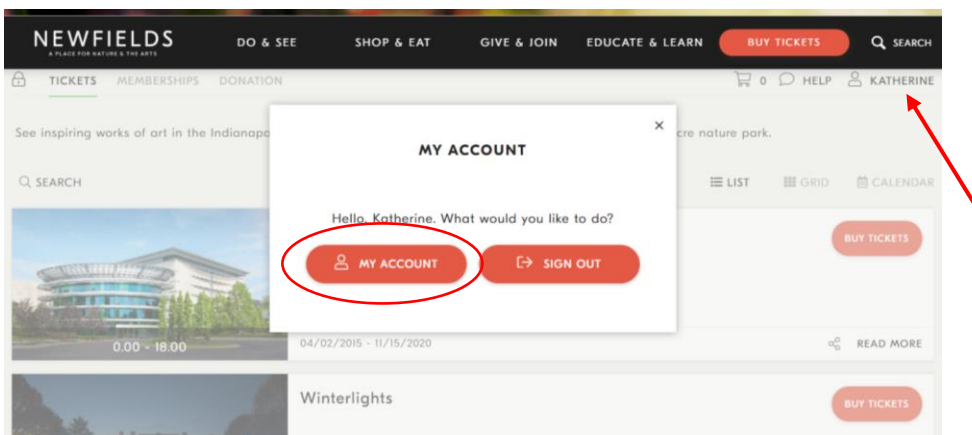 NEWFIELDS
A PLACE FOR NATURE & THE ARTS
DO & SEE
SHOP & EAT
GIVE & JOIN
EDUCATE & LEARN
BUY TICKETS
SEARCH
TICKETS
MEMBERSHIPS
DONATION
0
HELP
KATHERINE
See inspiring works of art in the Indianapo
cre nature park.
×
MY ACCOUNT
SEARCH
LIST
GRID
CALENDAR
Hello, Katherine. What would you like to do?
MY ACCOUNT
SIGN OUT
BUY TICKETS
0.00 - 18.00
04/02/2015 - 11/15/2020
READ MORE
Winterlights
BUY TICKETS